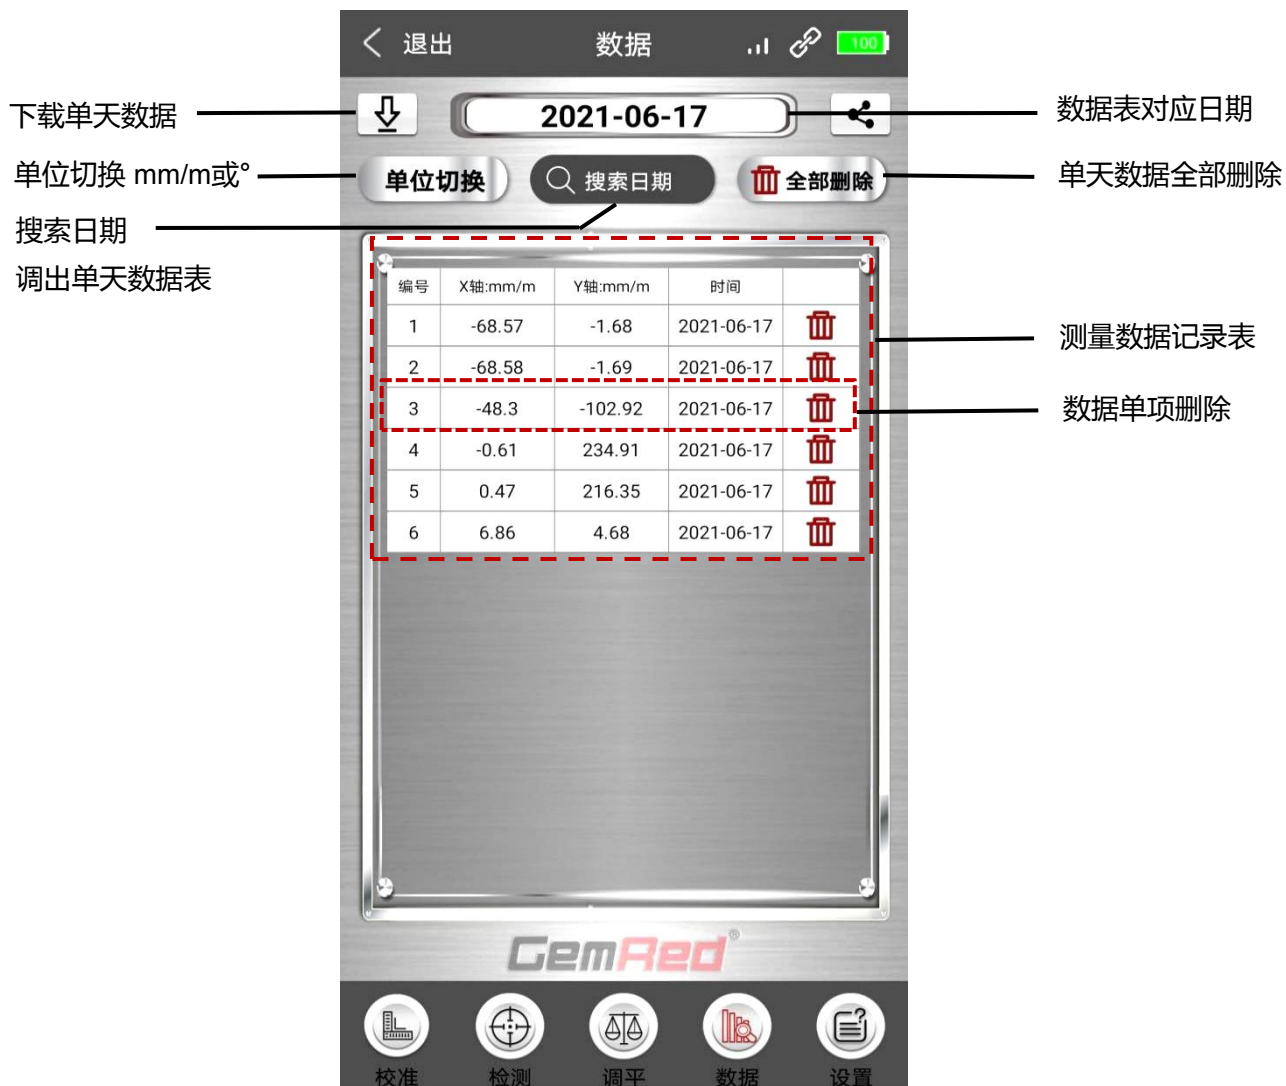 退出 数据 100
下载单天数据
2021-06-17
数据表对应日期
单位切换 mm/m或°
单位切换 搜索日期 全部删除
单天数据全部删除
搜索日期
调出单天数据表
编号 X轴:mm/m Y轴:mm/m 时间
1 -68.57 -1.68 2021-06-17
2 -68.58 -1.69 2021-06-17
3 -48.3 -102.92 2021-06-17
4 -0.61 234.91 2021-06-17
5 0.47 216.35 2021-06-17
6 6.86 4.68 2021-06-17
测量数据记录表
数据单项删除
GemRed®
校准 检测 调平 数据 设置